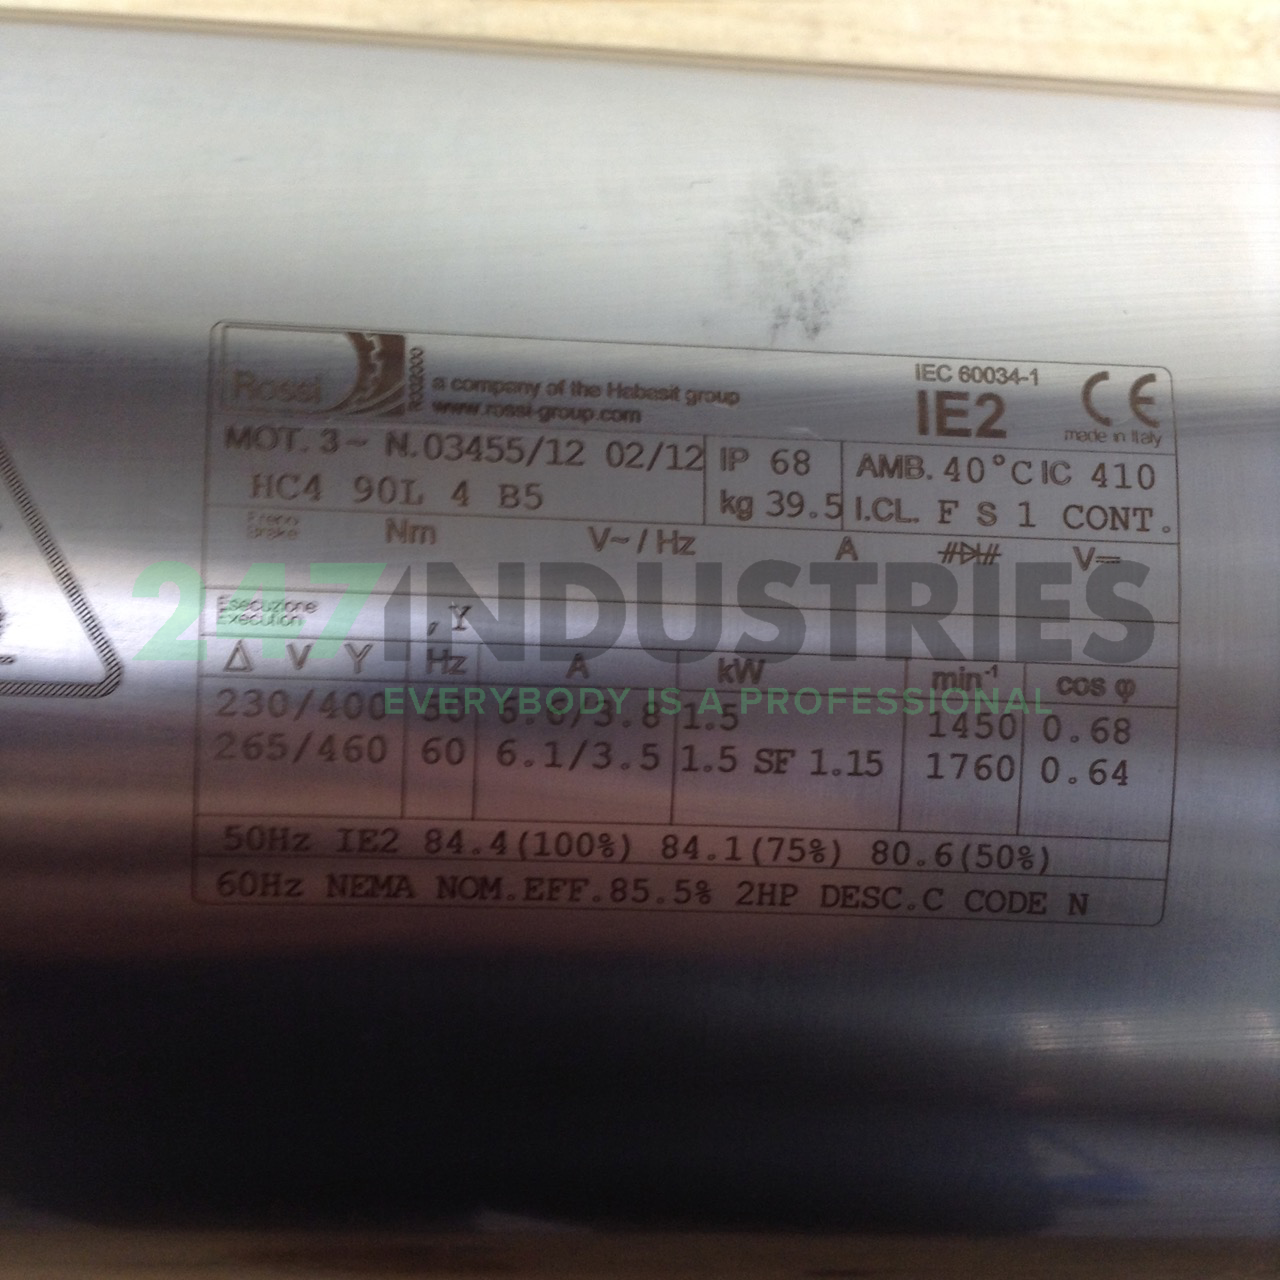 Rossi
R002000
a company of the Habasit group
www.rossi-group.com
IEC 60034-1
IE2
CE
made in Italy
MOT. 3~ N.03455/12 02/12
HC4 90L 4 B5
IP 68
kg 39.5
AMB. 40°C IC 410
I.CL. F S 1 CONT.
Freno
Brake
Nm V~/Hz A V=
247INDUSTRIES
Esecuzione
Execution
,Y
Δ V Y Hz A kW min-1 cos φ
EVERYBODY IS A PROFESSIONAL
230/400 /3.8 1.5 1450 0.68
265/460 60 6.1/3.5 1.5 SF 1.15 1760 0.64
50Hz IE2 84.4(100%) 84.1(75%) 80.6(50%)
60Hz NEMA NOM.EFF.85.5% 2HP DESC.C CODE N